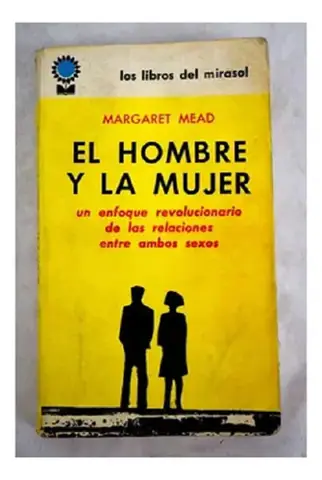 los libros del mirasol
MARGARET MEAD
EL HOMBRE
Y LA MUJER
un enfoque revolucionario
de las relaciones
entre ambos sexos